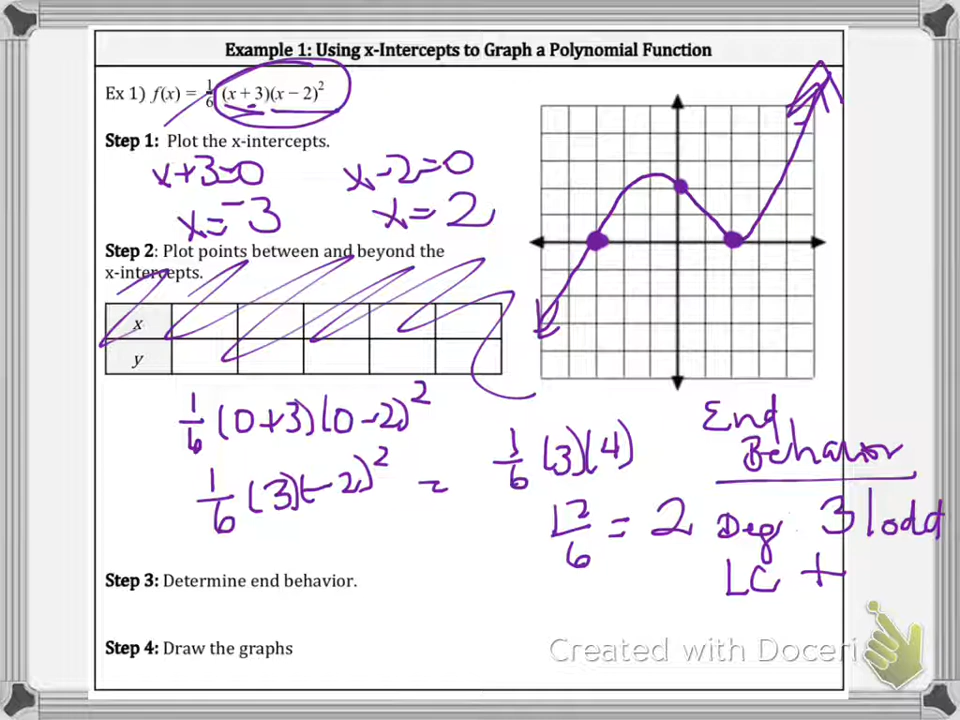 Example 1: Using x-Intercepts to Graph a Polynomial Function
Ex 1) f(x) = 1/6 (x + 3)(x − 2)²
Step 1: Plot the x-intercepts.
x+3=0 x-2=0
x=-3 x=2
Step 2: Plot points between and beyond the
x-intercepts.
x
y
1/6 (0+3)(0-2)²
1/6 (3)(-2)² = 1/6 (3)(4)
12/6 = 2
End
Behavior
Deg 3 | odd
LC +
Step 3: Determine end behavior.
Step 4: Draw the graphs
Created with Doceri